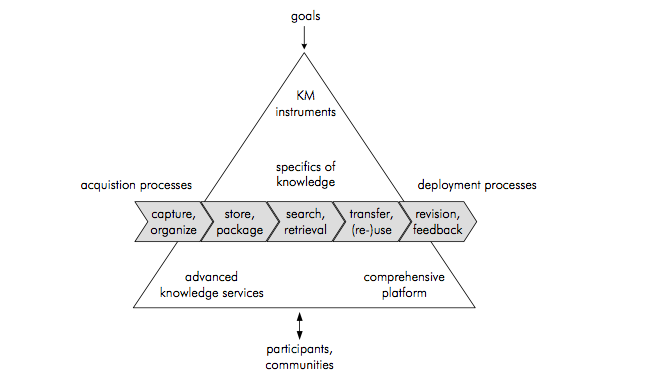 goals
KM
instruments
specifics of
knowledge
acquistion processes
deployment processes
capture,
organize
store,
package
search,
retrieval
transfer,
(re-)use
revision,
feedback
advanced
knowledge services
comprehensive
platform
participants,
communities